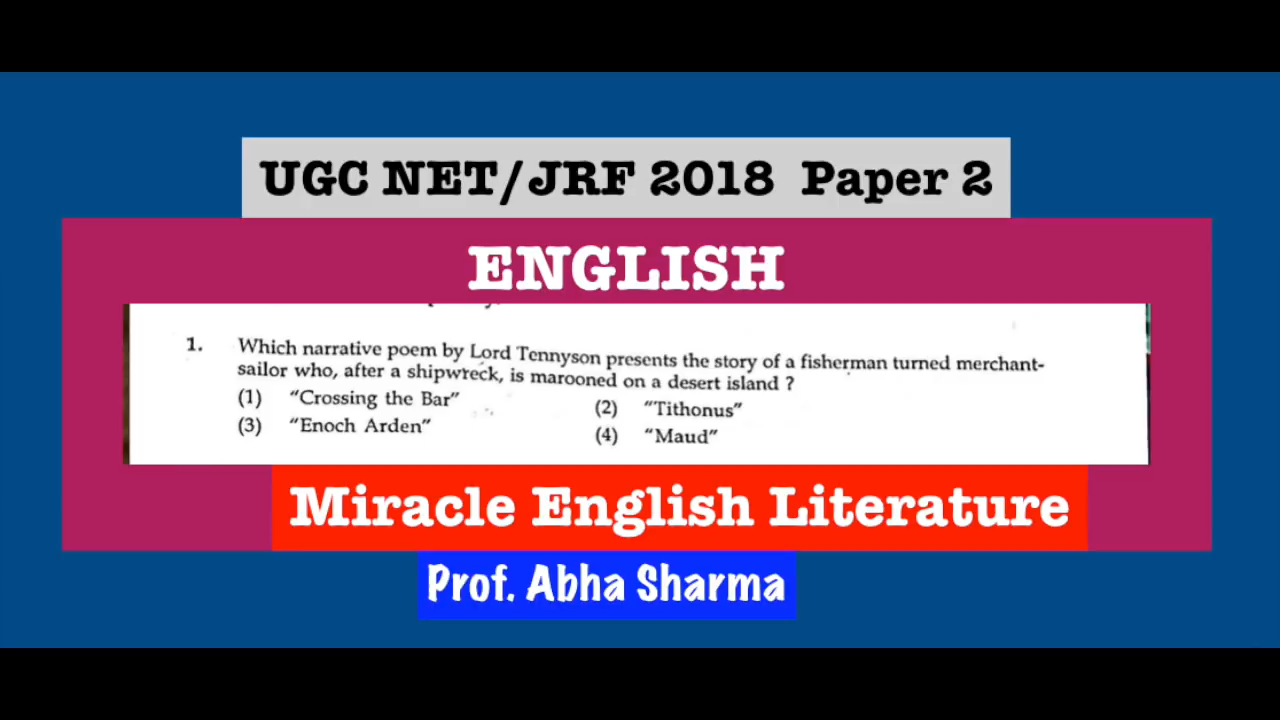 UGC NET/JRF 2018 Paper 2
ENGLISH
1. Which narrative poem by Lord Tennyson presents the story of a fisherman turned merchant-
sailor who, after a shipwreck, is marooned on a desert island ?
(1) "Crossing the Bar" (2) "Tithonus"
(3) "Enoch Arden" (4) "Maud"
Miracle English Literature
Prof. Abha Sharma